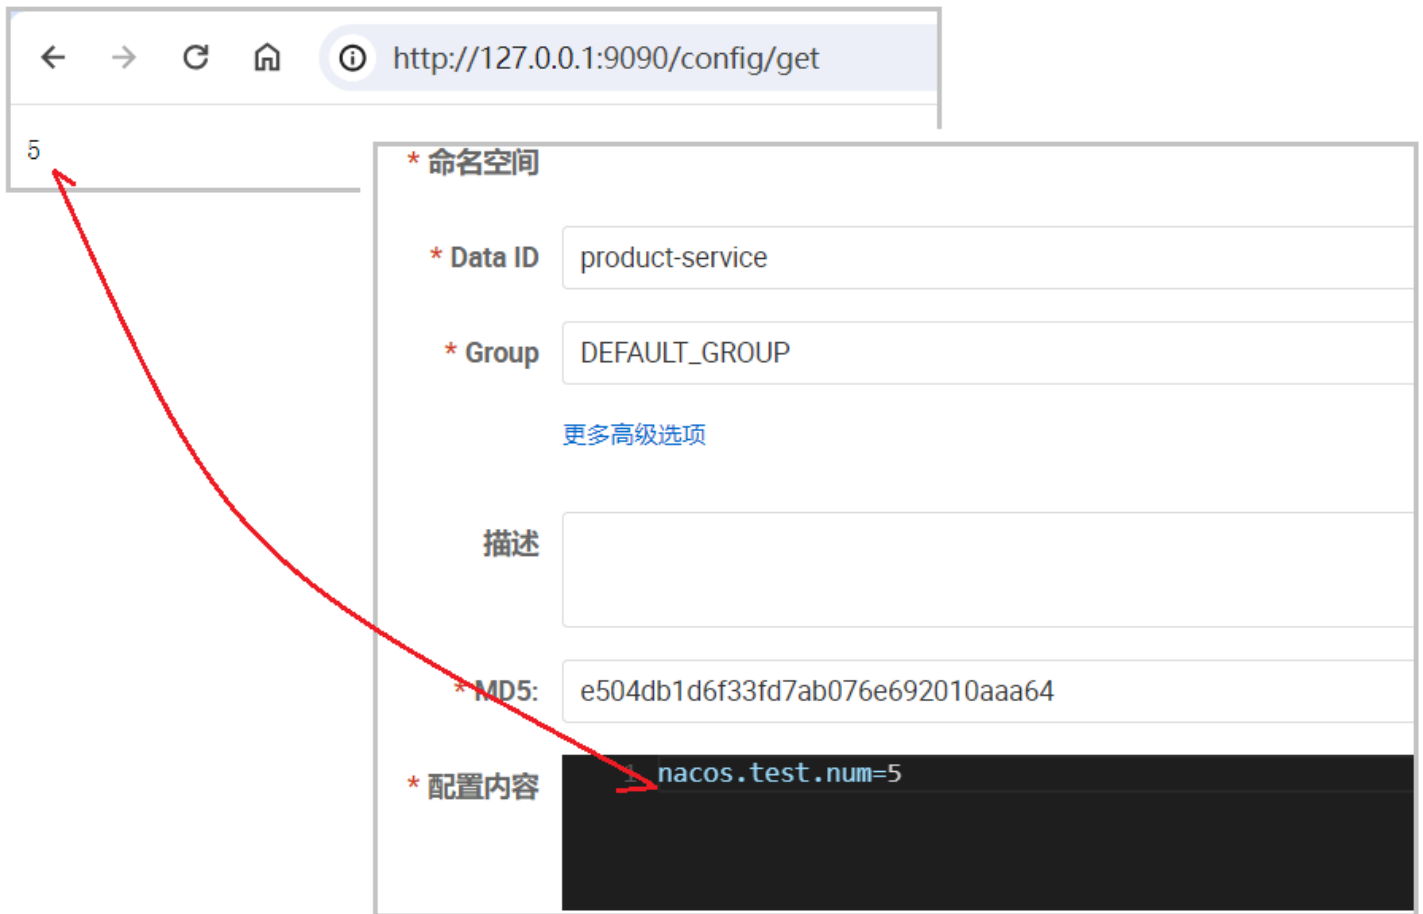 http://127.0.0.1:9090/config/get
5
* 命名空间
* Data ID product-service
* Group DEFAULT_GROUP
更多高级选项
描述
* MD5: e504db1d6f33fd7ab076e692010aaa64
* 配置内容 1 nacos.test.num=5